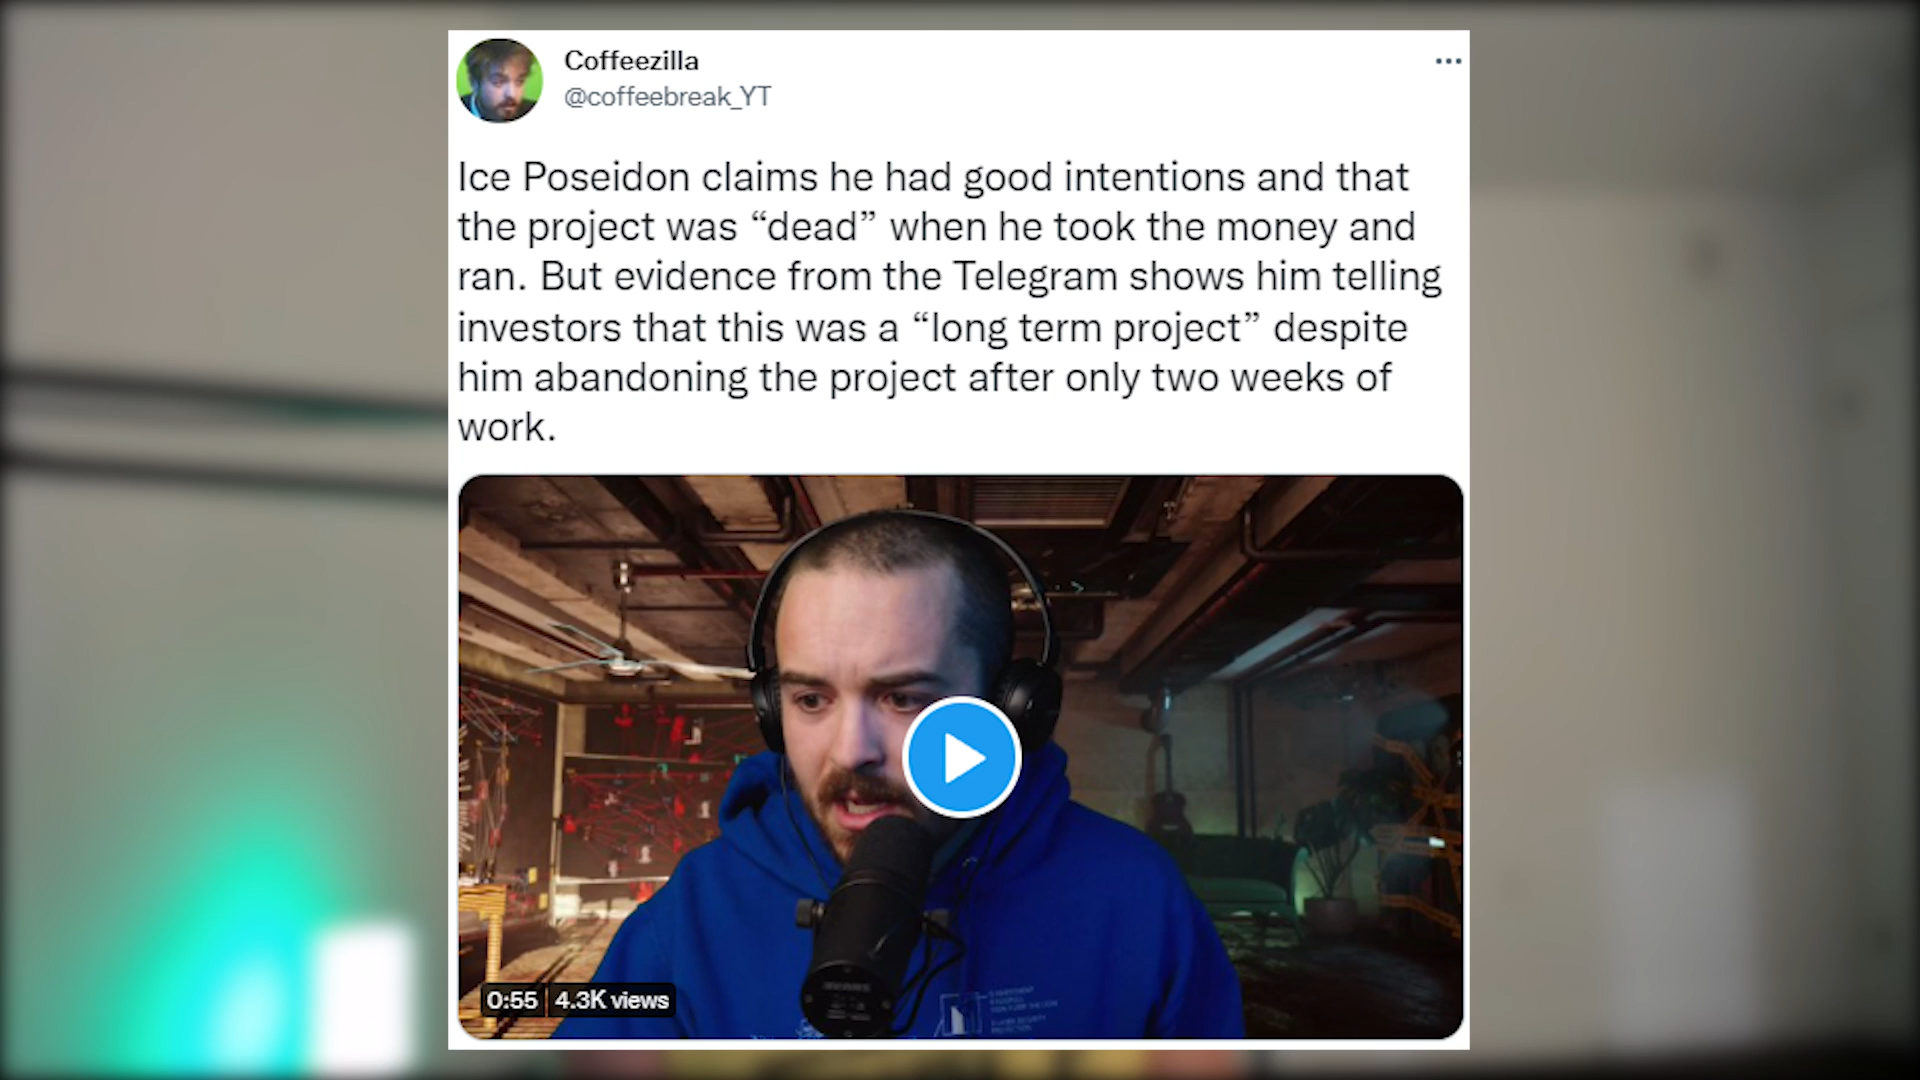 Coffeezilla
@coffeebreak_YT
Ice Poseidon claims he had good intentions and that
the project was “dead” when he took the money and
ran. But evidence from the Telegram shows him telling
investors that this was a “long term project” despite
him abandoning the project after only two weeks of
work.
0:55 4.3K views